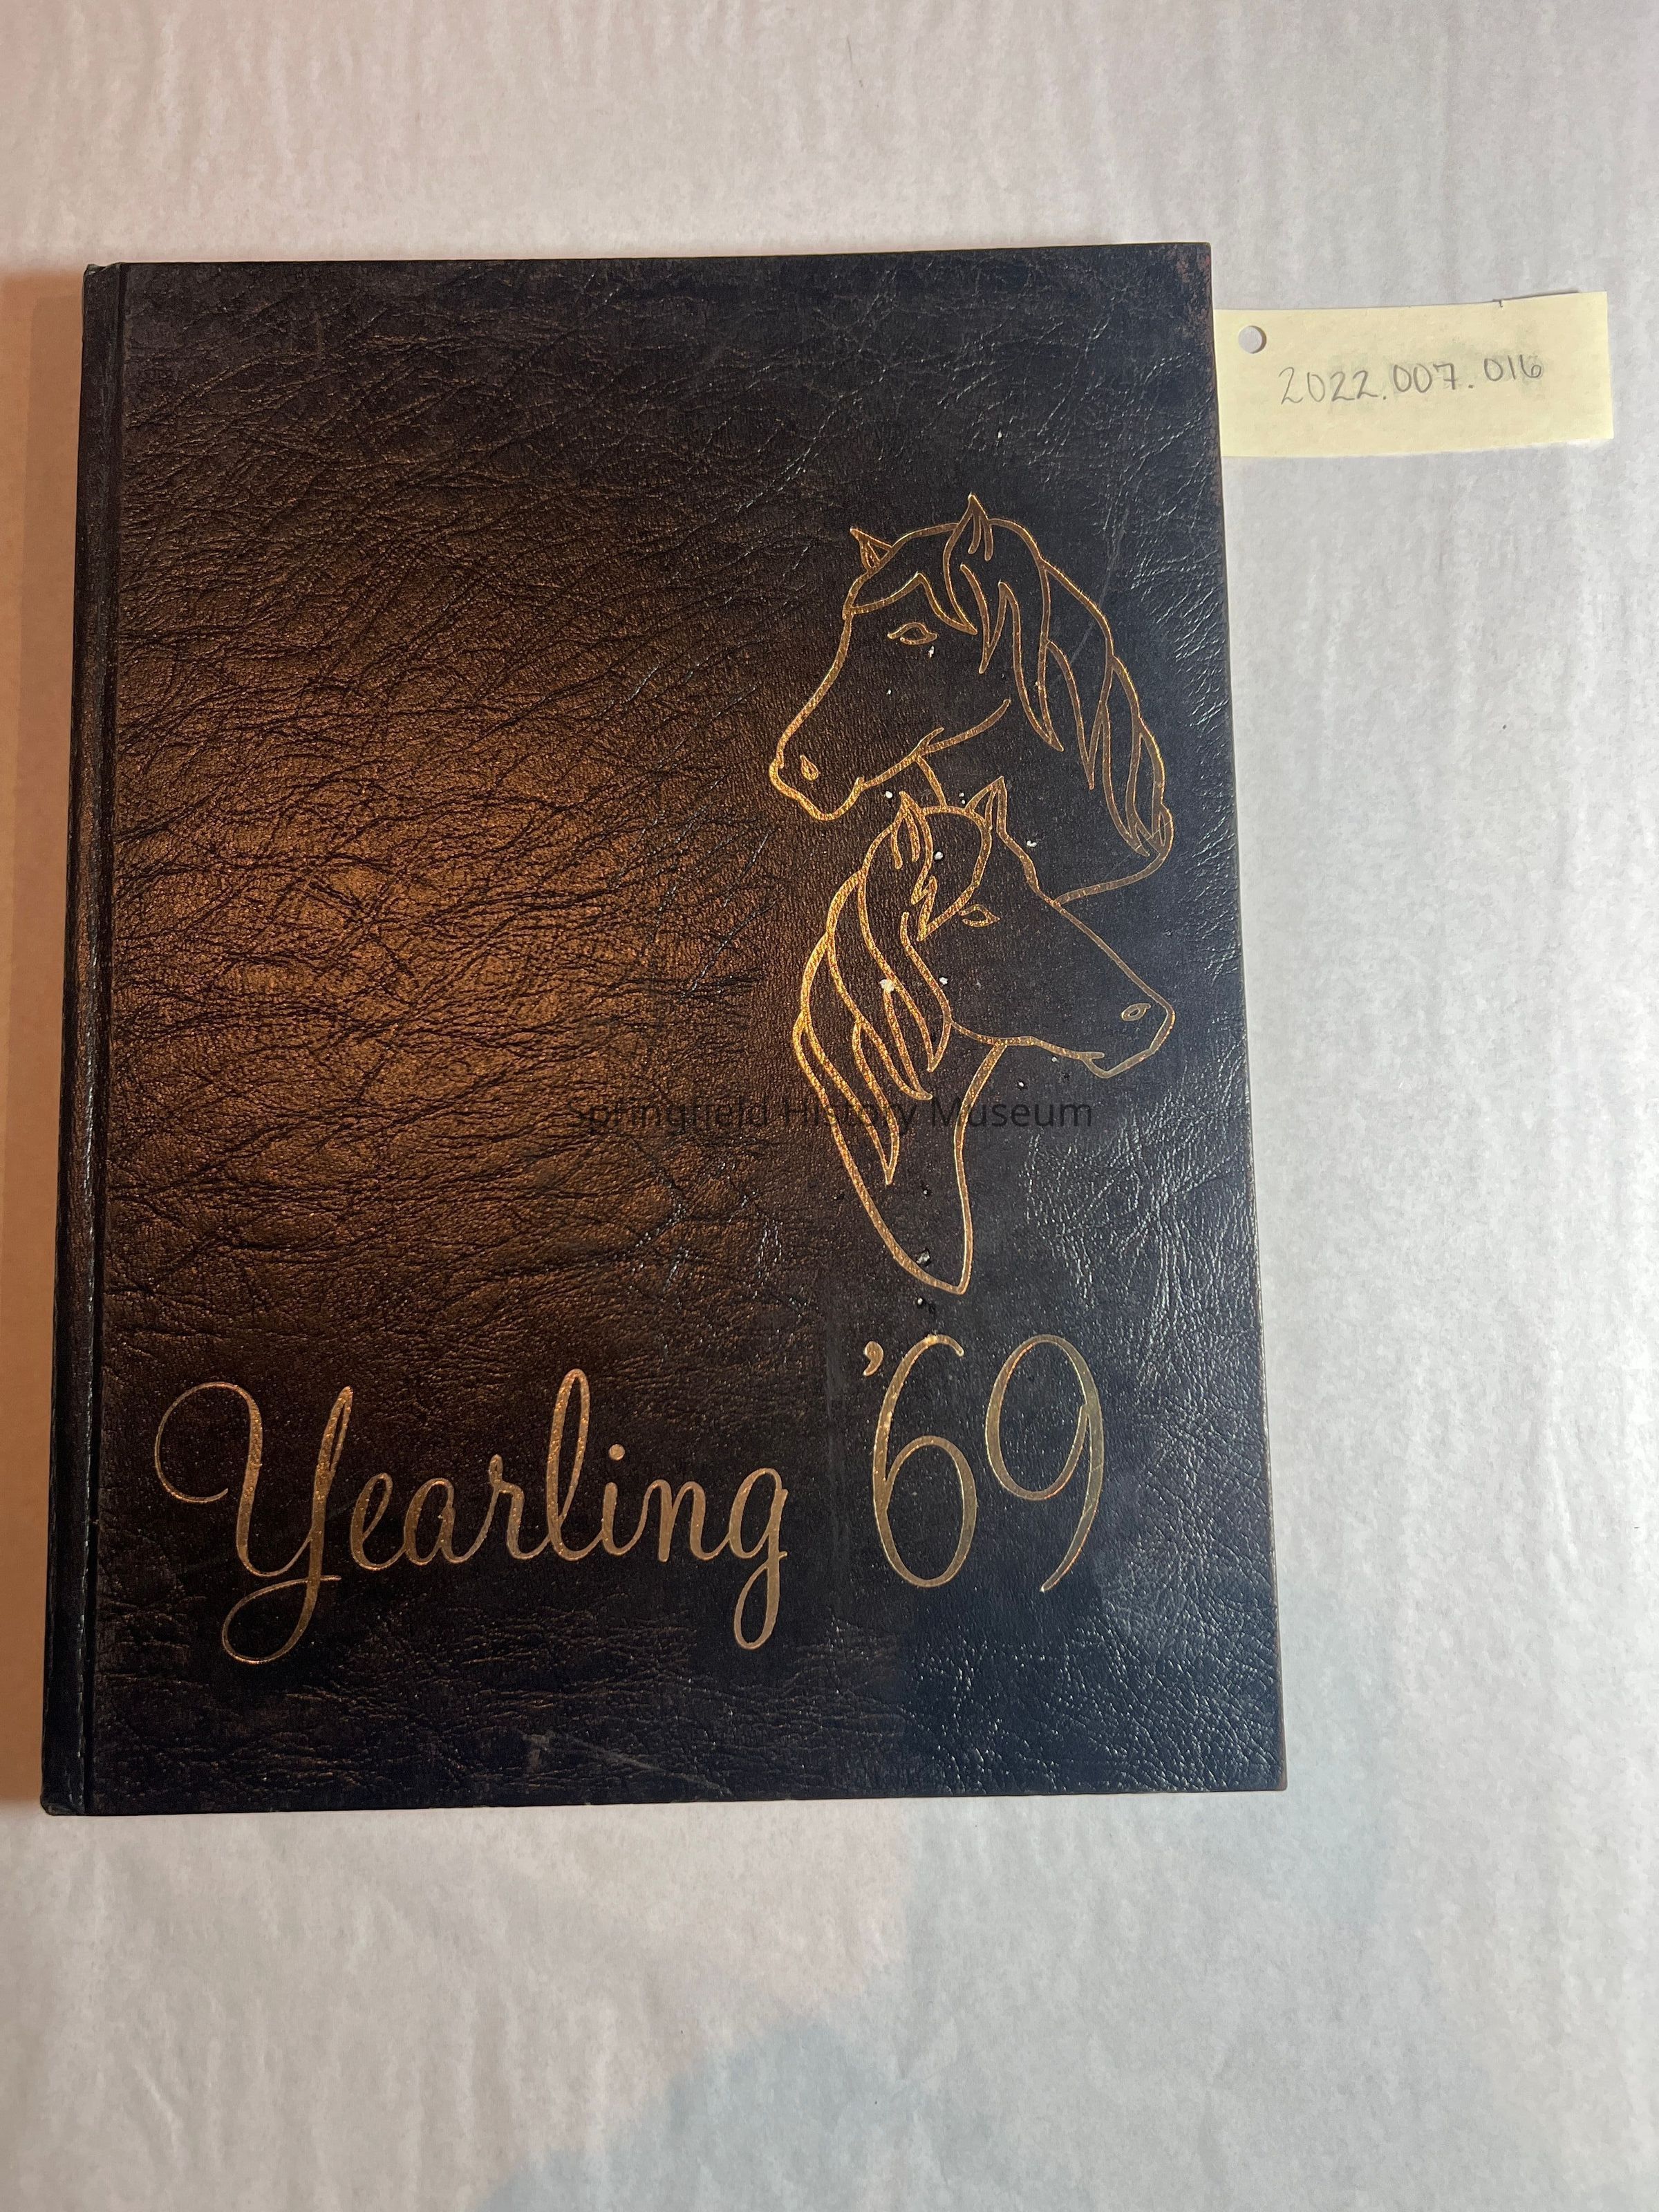 2022.007.016
Springfield History Museum
Yearling '69